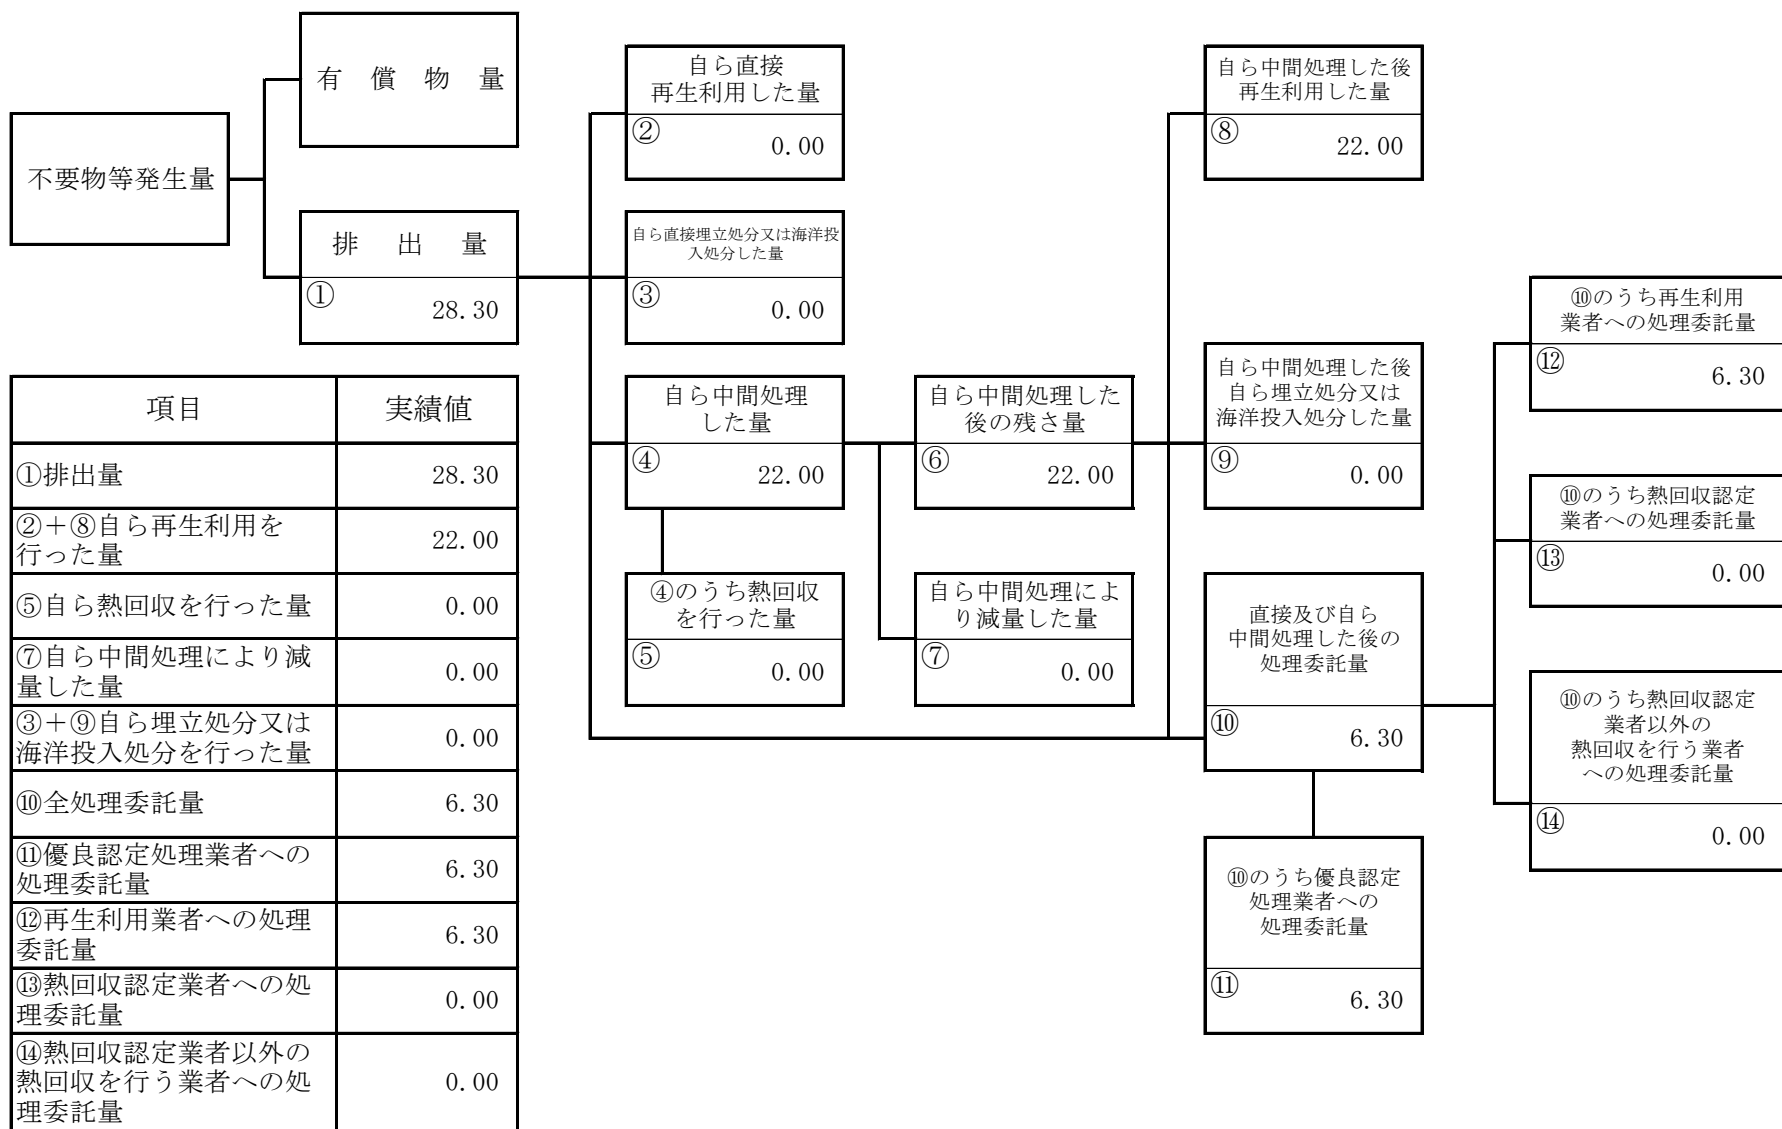 有償物量
不要物等発生量
排出量
①
28.30
自ら直接
再生利用した量
②
0.00
自ら直接埋立処分又は海洋投
入処分した量
③
0.00
自ら中間処理
した量
④
22.00
④のうち熱回収
を行った量
⑤
0.00
自ら中間処理した
後の残さ量
⑥
22.00
自ら中間処理によ
り減量した量
⑦
0.00
自ら中間処理した後
再生利用した量
⑧
22.00
自ら中間処理した後
自ら埋立処分又は
海洋投入処分した量
⑨
0.00
直接及び自ら
中間処理した後の
処理委託量
⑩
6.30
⑩のうち優良認定
処理業者への
処理委託量
⑪
6.30
⑩のうち再生利用
業者への処理委託量
⑫
6.30
⑩のうち熱回収認定
業者への処理委託量
⑬
0.00
⑩のうち熱回収認定
業者以外の
熱回収を行う業者
への処理委託量
⑭
0.00
項目 実績値
①排出量 28.30
②+⑧自ら再生利用を
行った量 22.00
⑤自ら熱回収を行った量 0.00
⑦自ら中間処理により減
量した量 0.00
③+⑨自ら埋立処分又は
海洋投入処分を行った量 0.00
⑩全処理委託量 6.30
⑪優良認定処理業者への
処理委託量 6.30
⑫再生利用業者への処理
委託量 6.30
⑬熱回収認定業者への処
理委託量 0.00
⑭熱回収認定業者以外の
熱回収を行う業者への処
理委託量 0.00